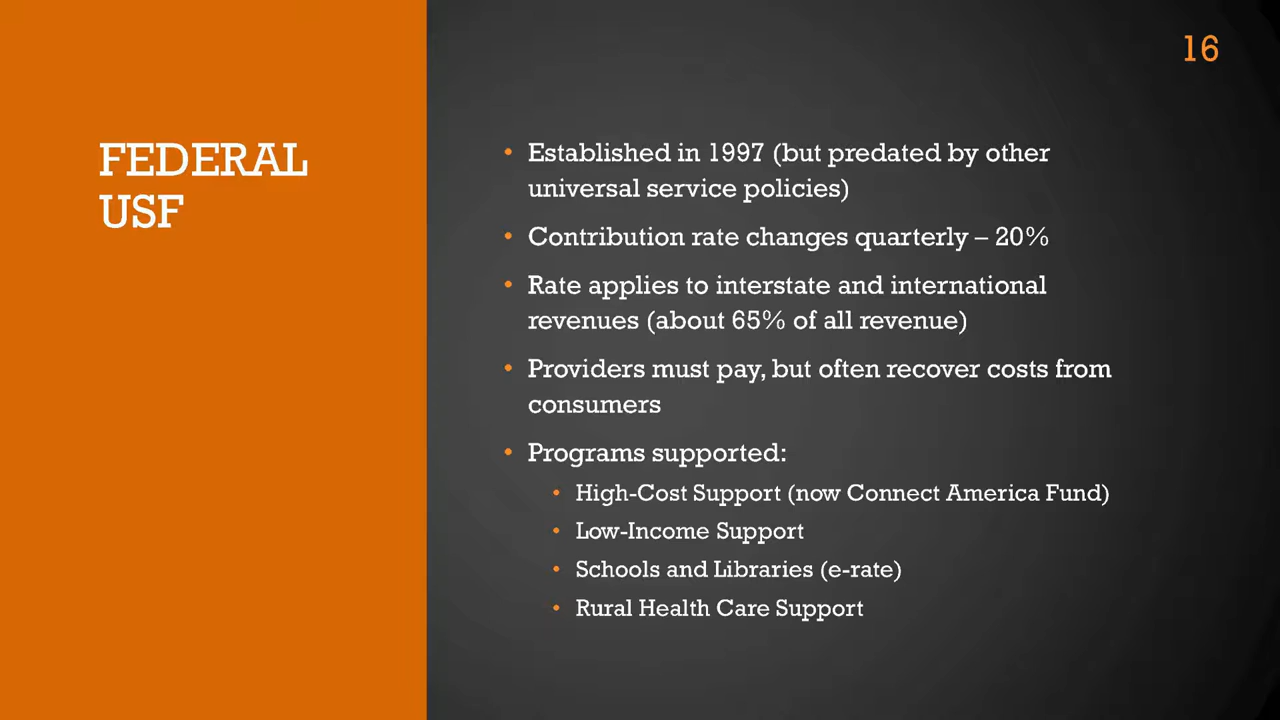 16
FEDERAL
USF
• Established in 1997 (but predated by other
universal service policies)
• Contribution rate changes quarterly – 20%
• Rate applies to interstate and international
revenues (about 65% of all revenue)
• Providers must pay, but often recover costs from
consumers
• Programs supported:
• High-Cost Support (now Connect America Fund)
• Low-Income Support
• Schools and Libraries (e-rate)
• Rural Health Care Support